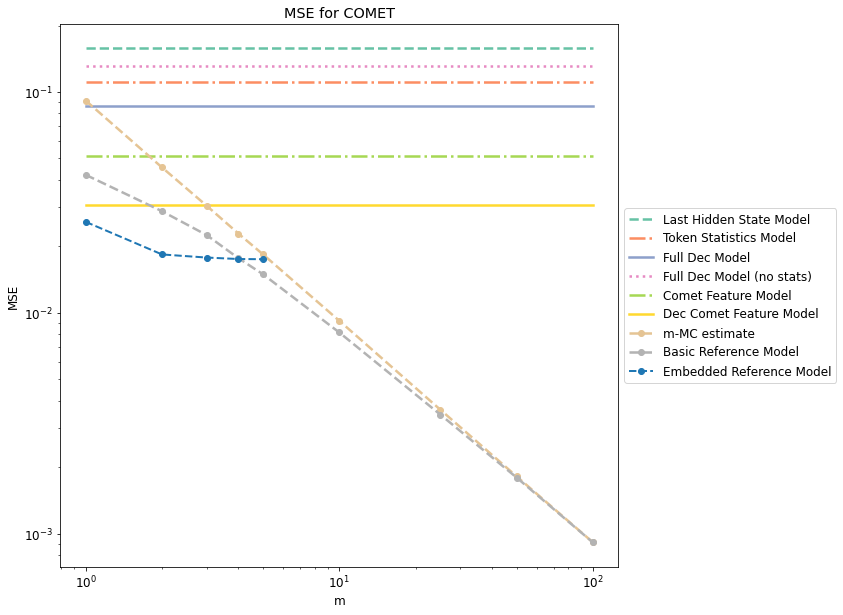 MSE for COMET
MSE
10⁻¹
10⁻²
10⁻³
10⁰
10¹
10²
m
Last Hidden State Model
Token Statistics Model
Full Dec Model
Full Dec Model (no stats)
Comet Feature Model
Dec Comet Feature Model
m-MC estimate
Basic Reference Model
Embedded Reference Model